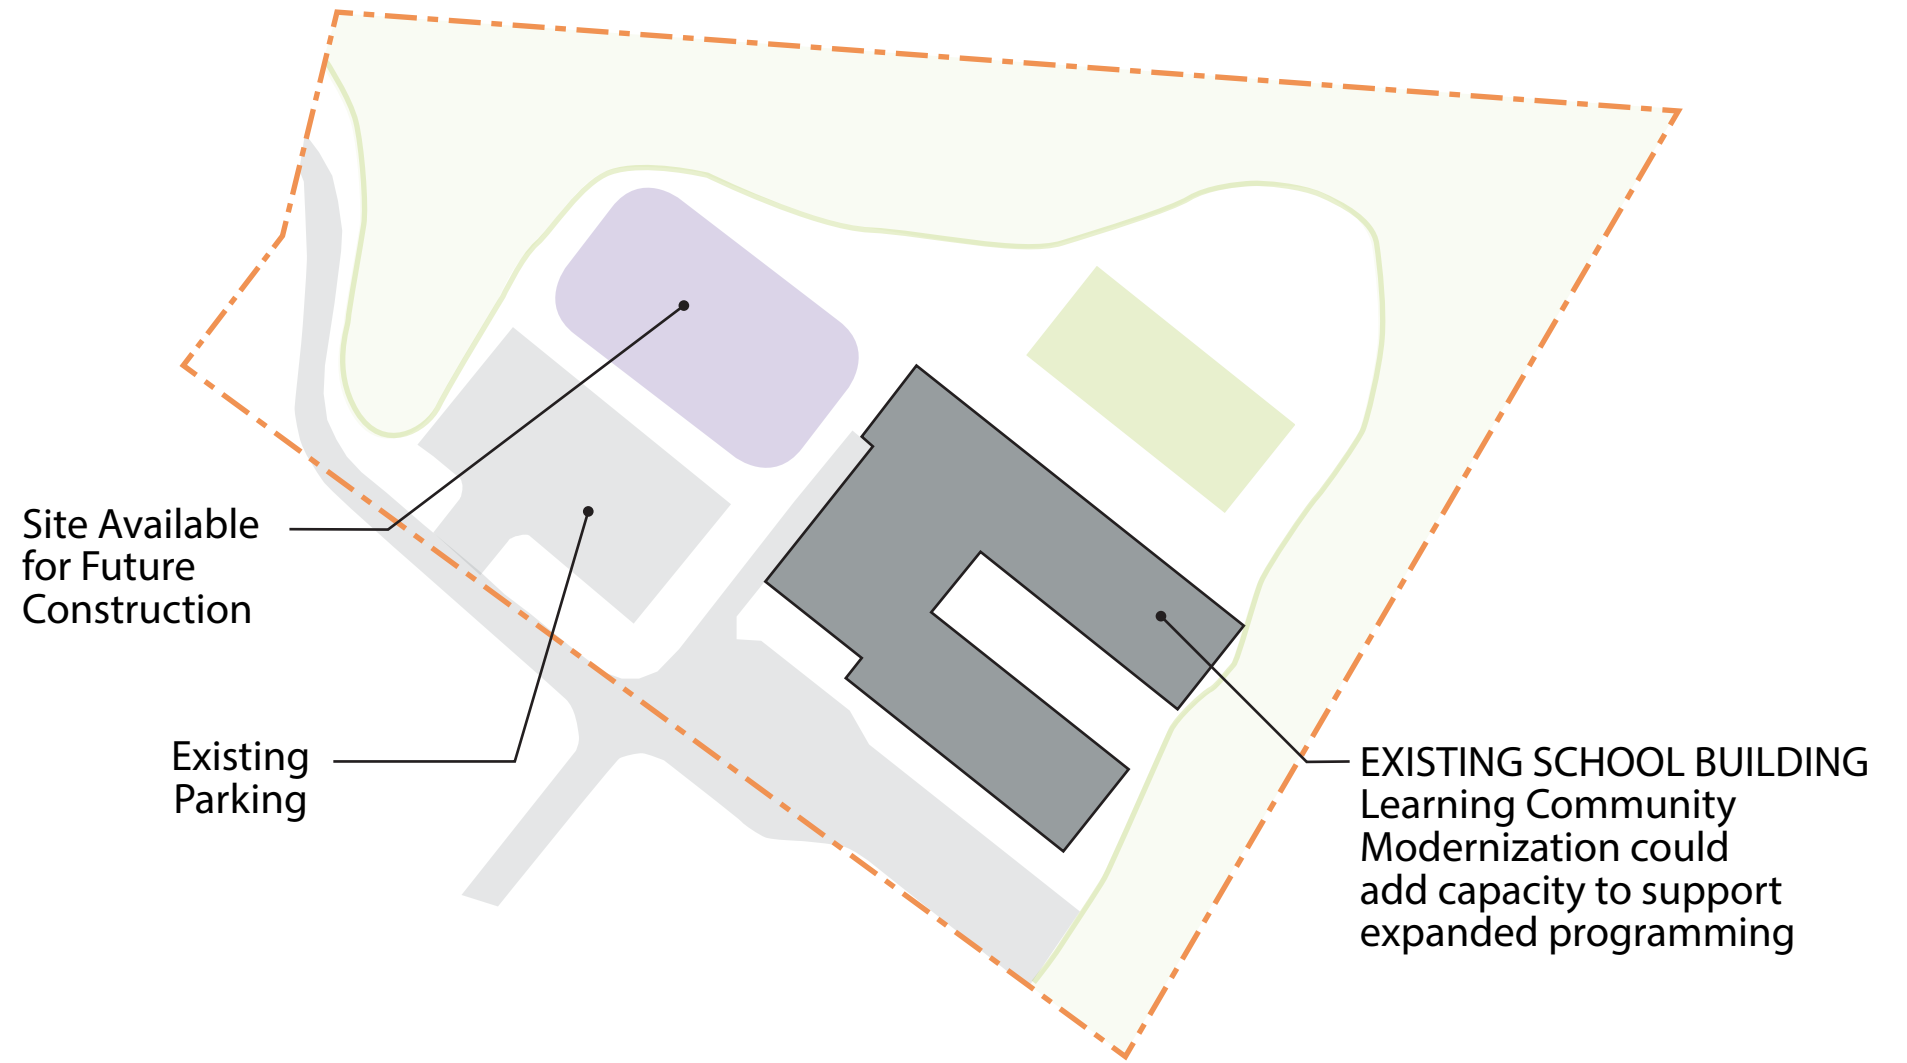 Site Available
for Future
Construction
Existing
Parking
EXISTING SCHOOL BUILDING
Learning Community
Modernization could
add capacity to support
expanded programming